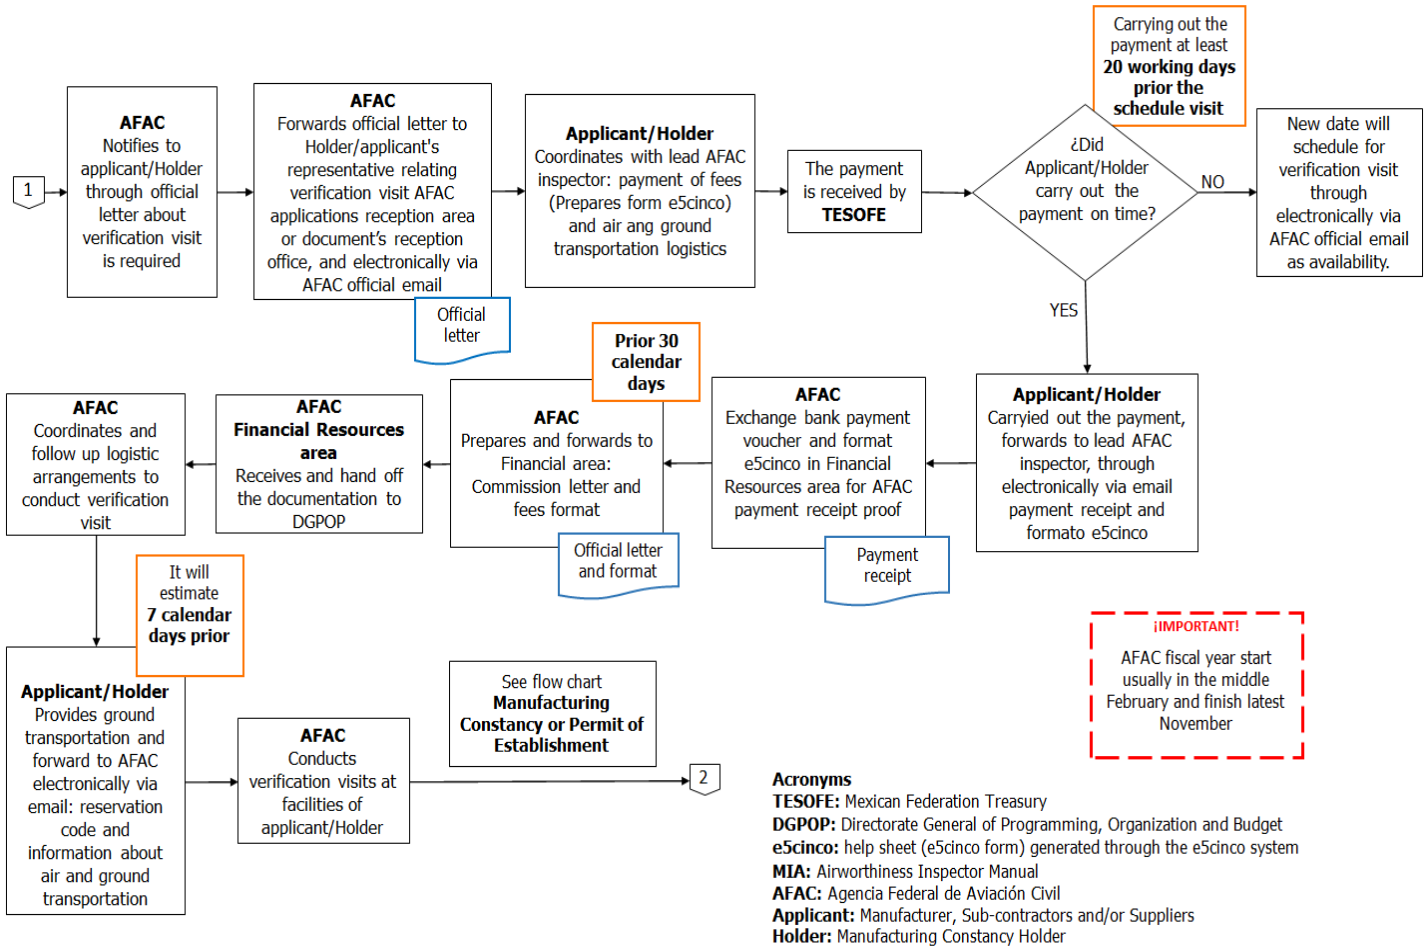 1
AFAC
Notifies to
applicant/Holder
through official
letter about
verification visit
is required
AFAC
Forwards official letter to
Holder/applicant's
representative relating
verification visit AFAC
applications reception area
or document's reception
office, and electronically via
AFAC official email
Official
letter
Applicant/Holder
Coordinates with lead AFAC
inspector: payment of fees
(Prepares form e5cinco)
and air ang ground
transportation logistics
The payment
is received by
TESOFE
Carrying out the
payment at least
20 working days
prior the
schedule visit
¿Did
Applicant/Holder
carry out the
payment on time?
NO
New date will
schedule for
verification visit
through
electronically via
AFAC official email
as availability.
YES
Applicant/Holder
Carryied out the payment,
forwards to lead AFAC
inspector, through
electronically via email
payment receipt and
formato e5cinco
AFAC
Exchange bank payment
voucher and format
e5cinco in Financial
Resources area for AFAC
payment receipt proof
Payment
receipt
Prior 30
calendar
days
AFAC
Prepares and forwards to
Financial area:
Commission letter and
fees format
Official letter
and format
AFAC
Financial Resources
area
Receives and hand off
the documentation to
DGPOP
AFAC
Coordinates and
follow up logistic
arrangements to
conduct verification
visit
It will
estimate
7 calendar
days prior
Applicant/Holder
Provides ground
transportation and
forward to AFAC
electronically via
email: reservation
code and
information about
air and ground
transportation
AFAC
Conducts
verification visits at
facilities of
applicant/Holder
See flow chart
Manufacturing
Constancy or Permit of
Establishment
2
¡IMPORTANT!
AFAC fiscal year start
usually in the middle
February and finish latest
November
Acronyms
TESOFE: Mexican Federation Treasury
DGPOP: Directorate General of Programming, Organization and Budget
e5cinco: help sheet (e5cinco form) generated through the e5cinco system
MIA: Airworthiness Inspector Manual
AFAC: Agencia Federal de Aviación Civil
Applicant: Manufacturer, Sub-contractors and/or Suppliers
Holder: Manufacturing Constancy Holder